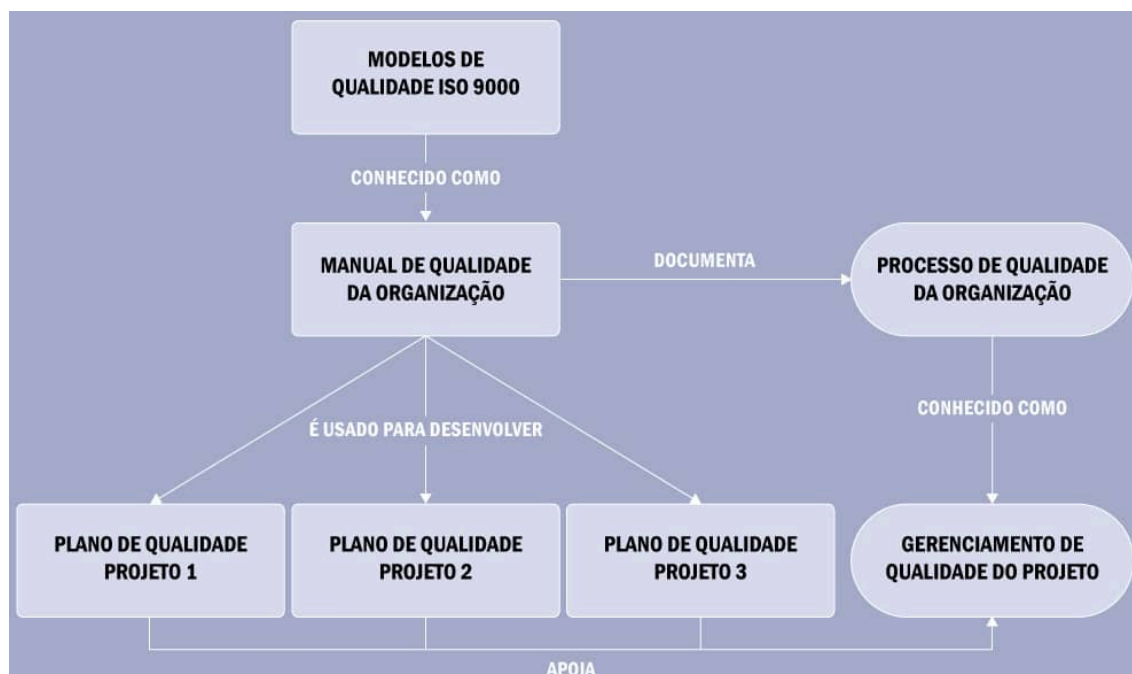 MODELOS DE
QUALIDADE ISO 9000
CONHECIDO COMO
MANUAL DE QUALIDADE
DA ORGANIZAÇÃO
DOCUMENTA
PROCESSO DE QUALIDADE
DA ORGANIZAÇÃO
CONHECIDO COMO
É USADO PARA DESENVOLVER
PLANO DE QUALIDADE
PROJETO 1
PLANO DE QUALIDADE
PROJETO 2
PLANO DE QUALIDADE
PROJETO 3
GERENCIAMENTO DE
QUALIDADE DO PROJETO
APOIA